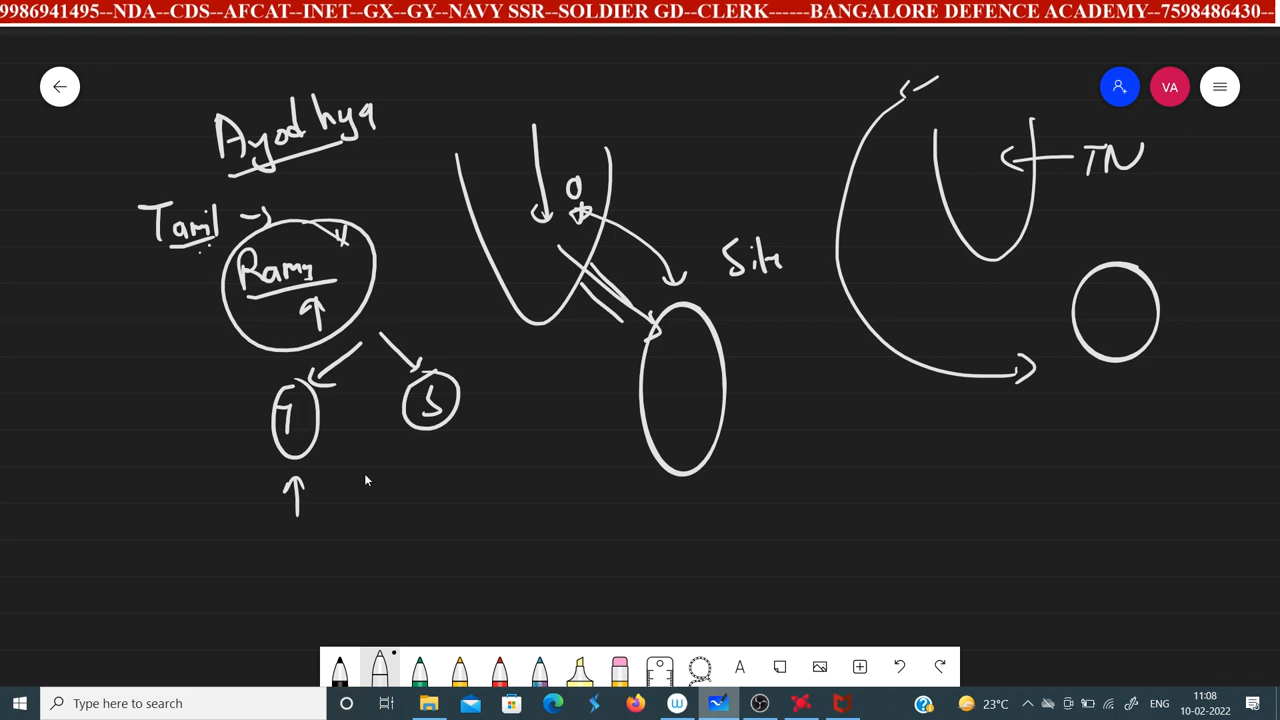 9986941495--NDA--CDS--AFCAT--INET--GX--GY--NAVY SSR--SOLDIER GD--CLERK------BANGALORE DEFENCE ACADEMY--7598486430--
VA
Ayodhya
TN
Tamil
Rama
Site
T
S
A
Type here to search
23°C
ENG
11:08
10-02-2022